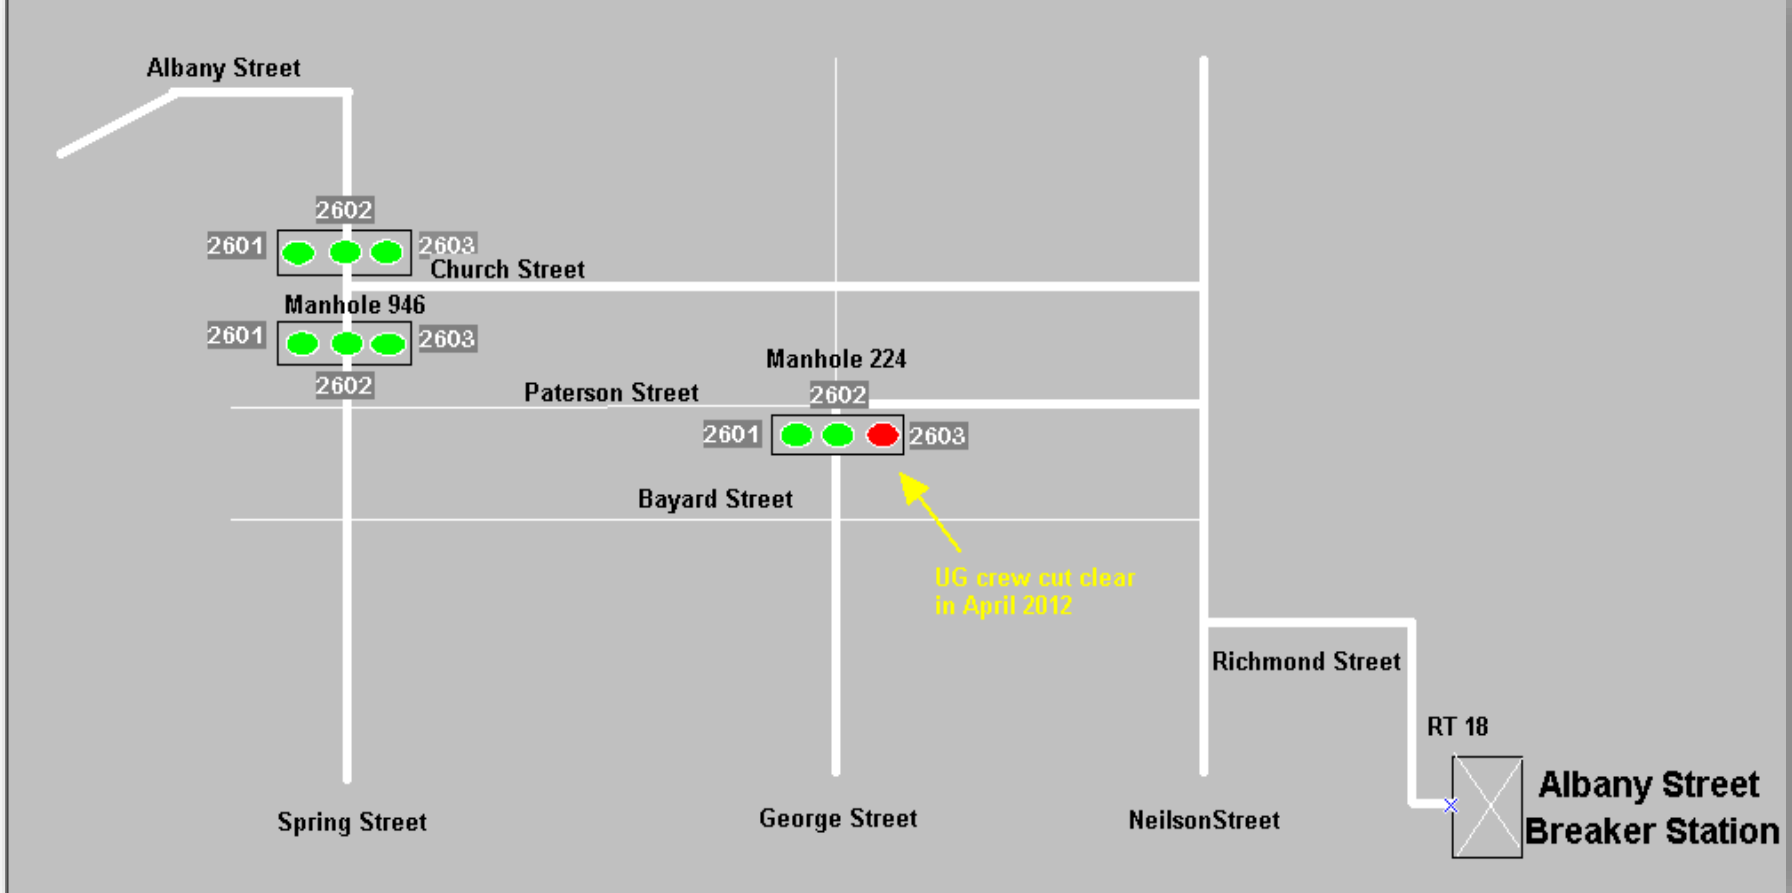 Albany Street
2602
2601
2603
Church Street
Manhole 946
2601
2603
2602
Manhole 224
Paterson Street
2602
2601
2603
Bayard Street
UG crew cut clear
in April 2012
Richmond Street
RT 18
Albany Street
Breaker Station
Spring Street
George Street
NeilsonStreet